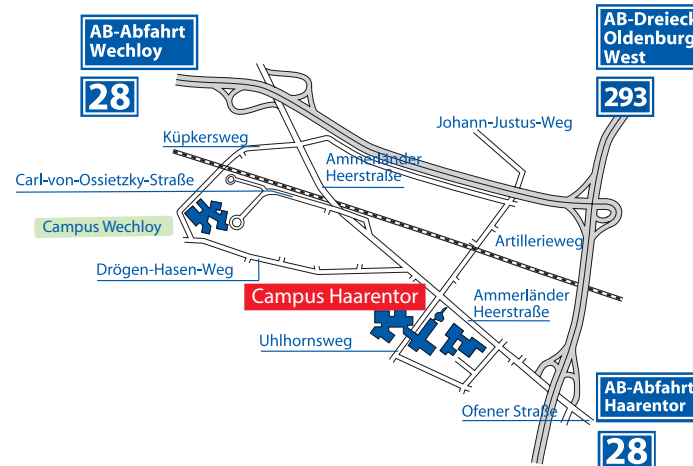 AB-Abfahrt
Wechloy
28
AB-Dreieck
Oldenburg
West
293
Johann-Justus-Weg
Küpkersweg
Ammerländer
Heerstraße
Carl-von-Ossietzky-Straße
Campus Wechloy
Artillerieweg
Drögen-Hasen-Weg
Campus Haarentor
Ammerländer
Heerstraße
Uhlhornsweg
Ofener Straße
AB-Abfahrt
Haarentor
28